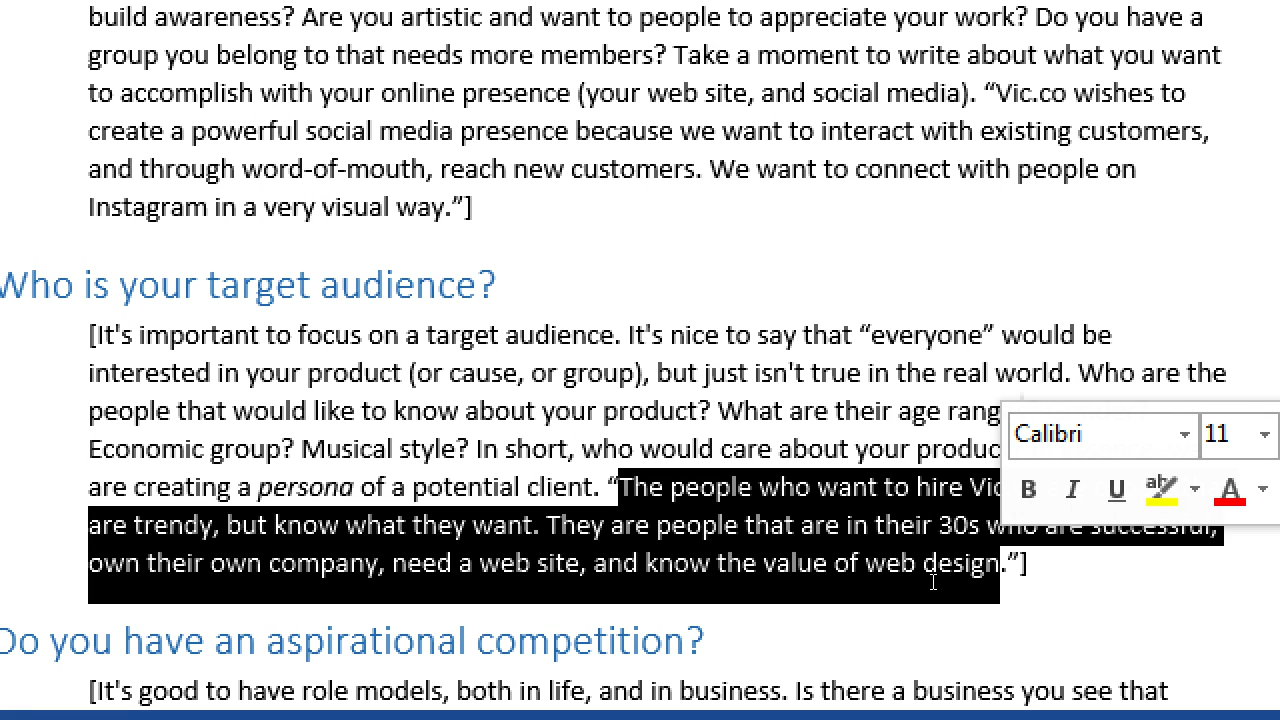 build awareness? Are you artistic and want to people to appreciate your work? Do you have a
group you belong to that needs more members? Take a moment to write about what you want
to accomplish with your online presence (your web site, and social media). “Vic.co wishes to
create a powerful social media presence because we want to interact with existing customers,
and through word-of-mouth, reach new customers. We want to connect with people on
Instagram in a very visual way.”]
Who is your target audience?
[It's important to focus on a target audience. It's nice to say that “everyone” would be
interested in your product (or cause, or group), but just isn't true in the real world. Who are the
people that would like to know about your product? What are their age rang
Economic group? Musical style? In short, who would care about your produc
are creating a persona of a potential client. “The people who want to hire Vic
are trendy, but know what they want. They are people that are in their 30s who are successful,
own their own company, need a web site, and know the value of web design.”]
Calibri 11
B I U ab A
Do you have an aspirational competition?
[It's good to have role models, both in life, and in business. Is there a business you see that